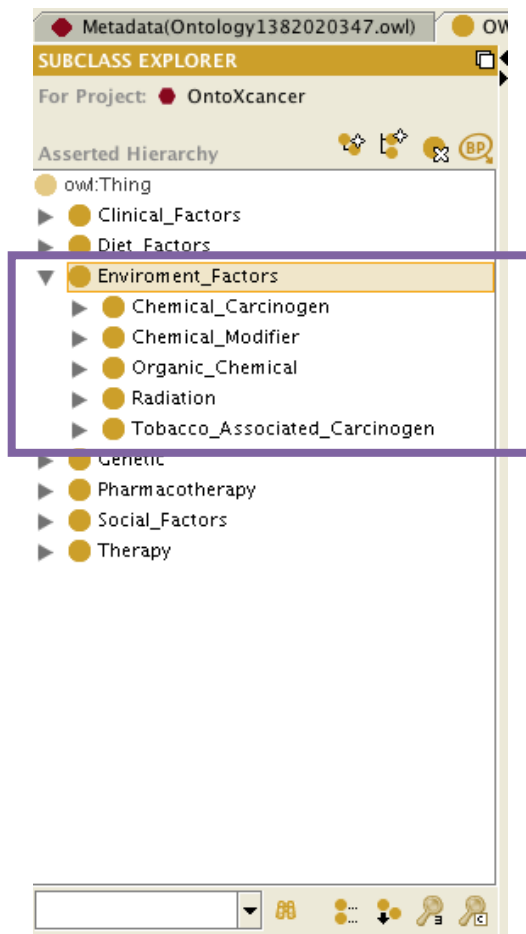 Metadata(Ontology1382020347.owl) OW
SUBCLASS EXPLORER
For Project: OntoXcancer
Asserted Hierarchy BP
owl:Thing
Clinical_Factors
Diet_Factors
Enviroment_Factors
Chemical_Carcinogen
Chemical_Modifier
Organic_Chemical
Radiation
Tobacco_Associated_Carcinogen
Genetic
Pharmacotherapy
Social_Factors
Therapy